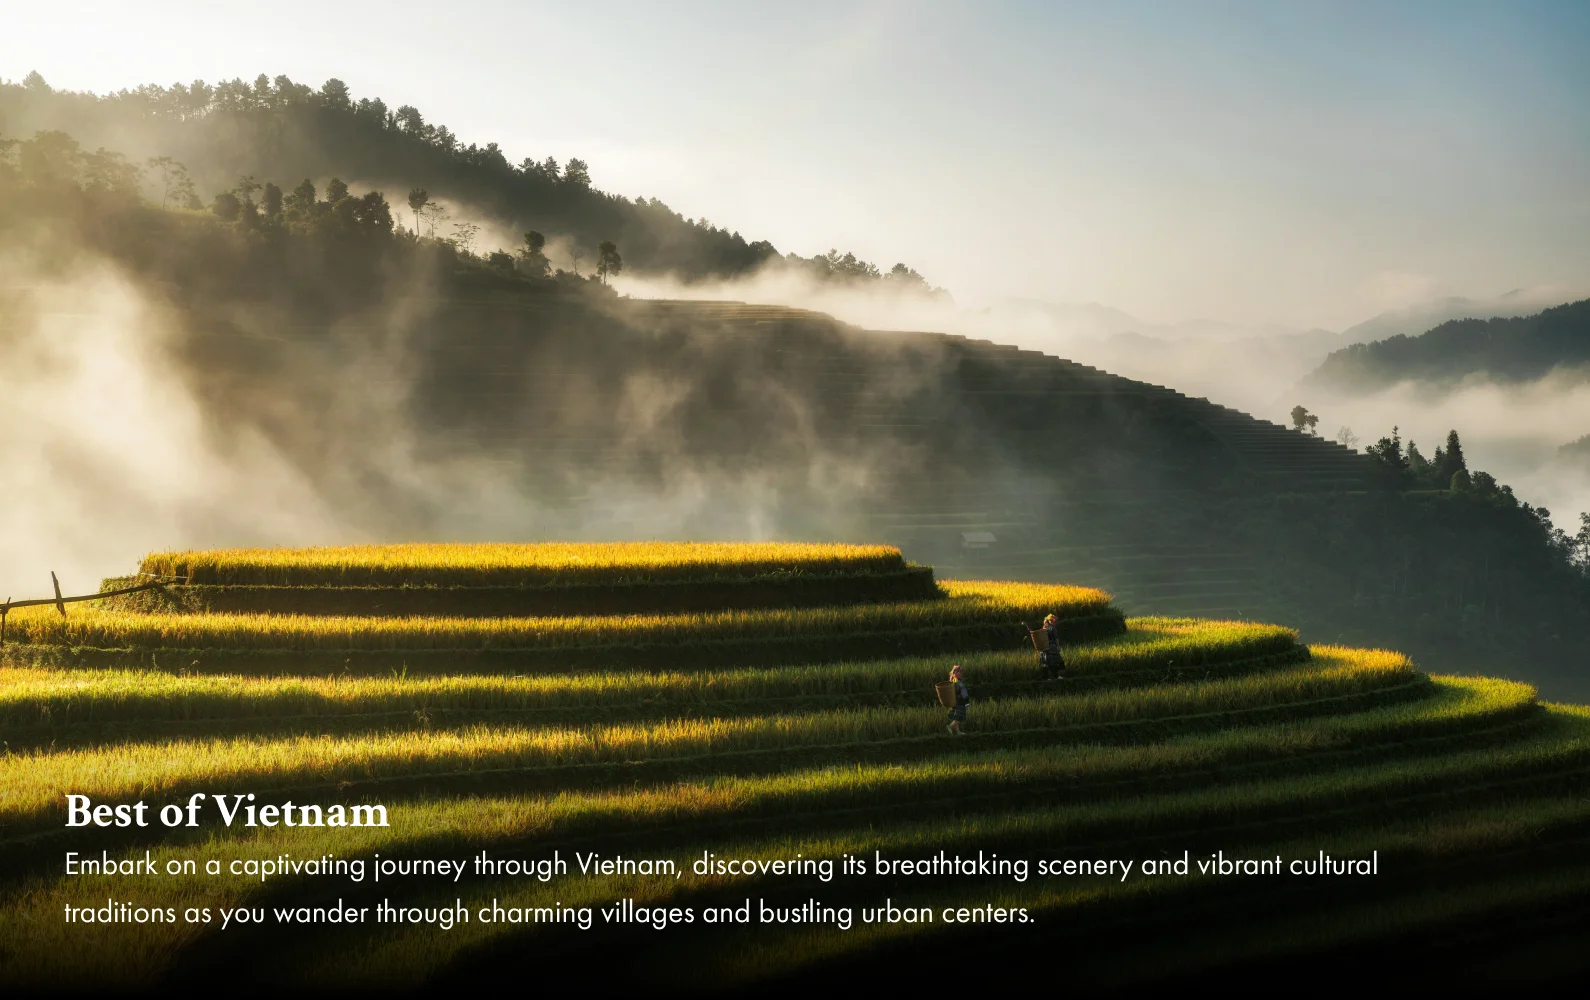 Best of Vietnam
Embark on a captivating journey through Vietnam, discovering its breathtaking scenery and vibrant cultural
traditions as you wander through charming villages and bustling urban centers.